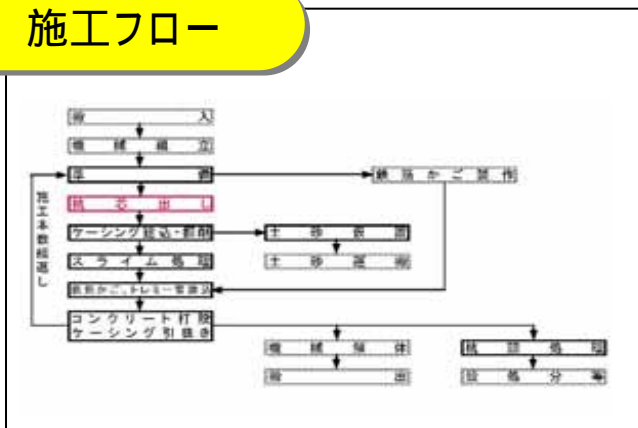 施工フロー
搬入
機械組立
準備
鉄筋かご製作
杭芯出し
施工本数繰返し
ケーシング建込・掘削
土砂仮置
スライム処理
土砂運搬
鉄筋かご、トレミー管建込
コンクリート打設
ケーシング引抜き
機械解体
杭頭処理
搬出
処分等